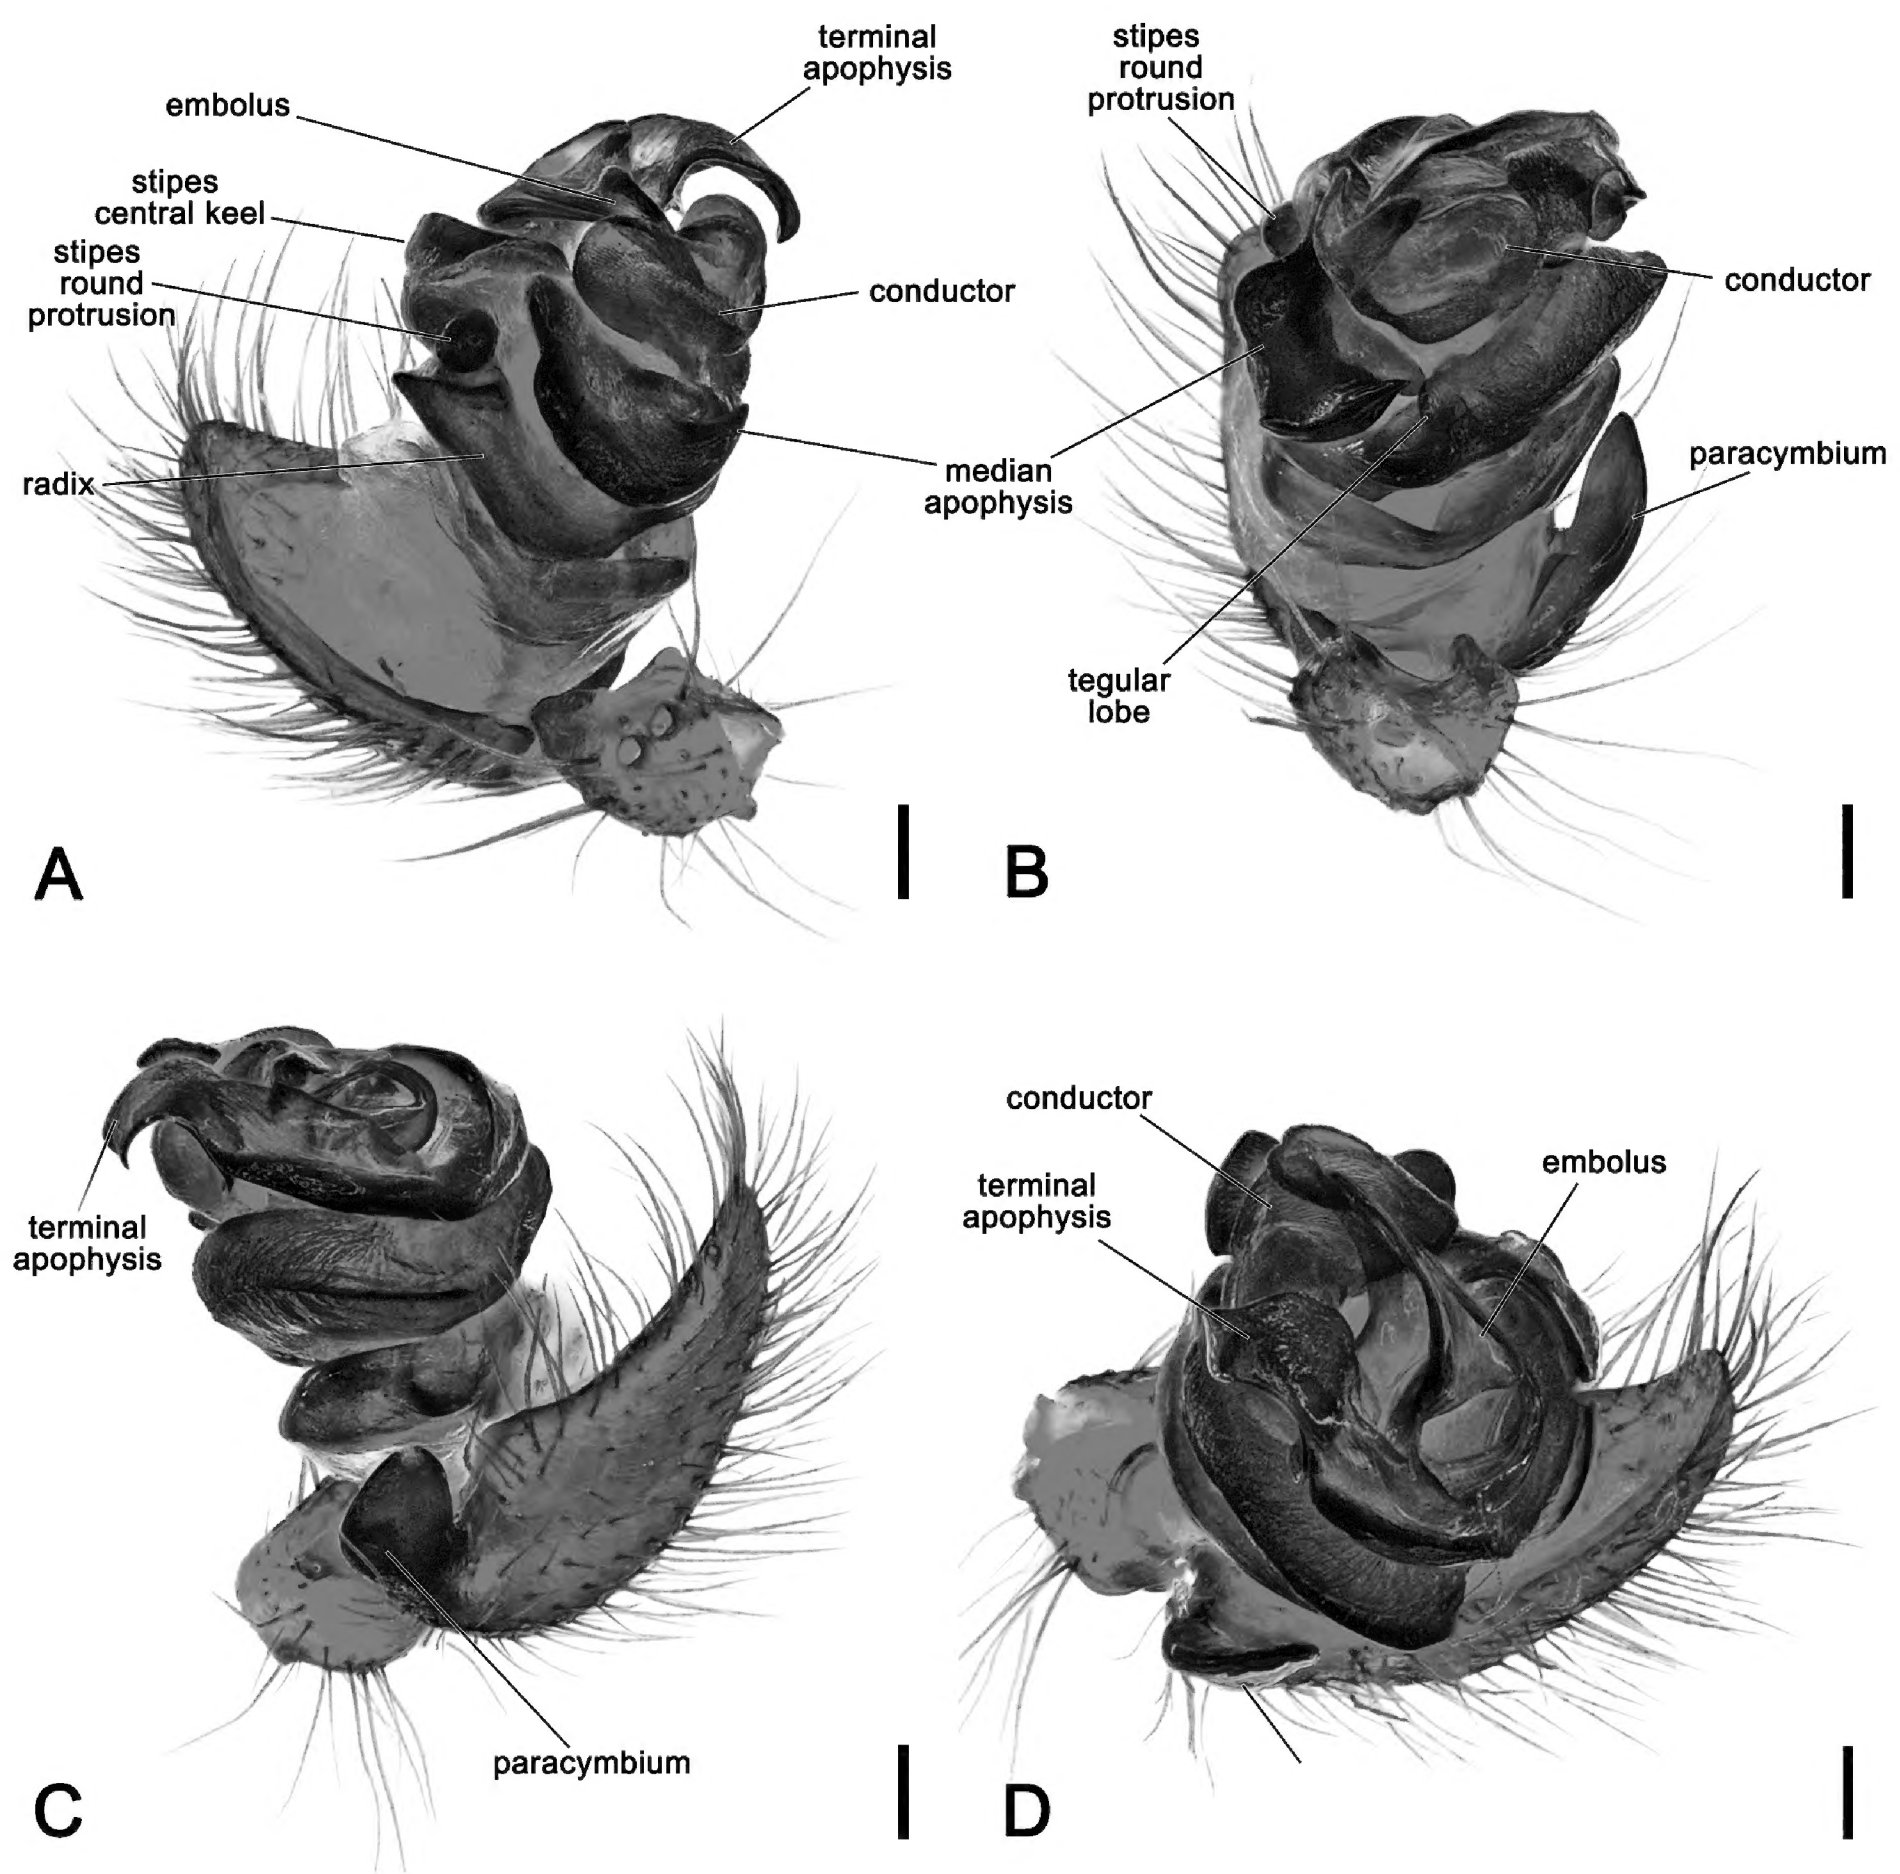 terminal
apophysis
embolus
stipes
central keel
stipes
round
protrusion
conductor
radix
median
apophysis
A
stipes
round
protrusion
conductor
paracymbium
tegular
lobe
B
terminal
apophysis
paracymbium
C
conductor
terminal
apophysis
embolus
D